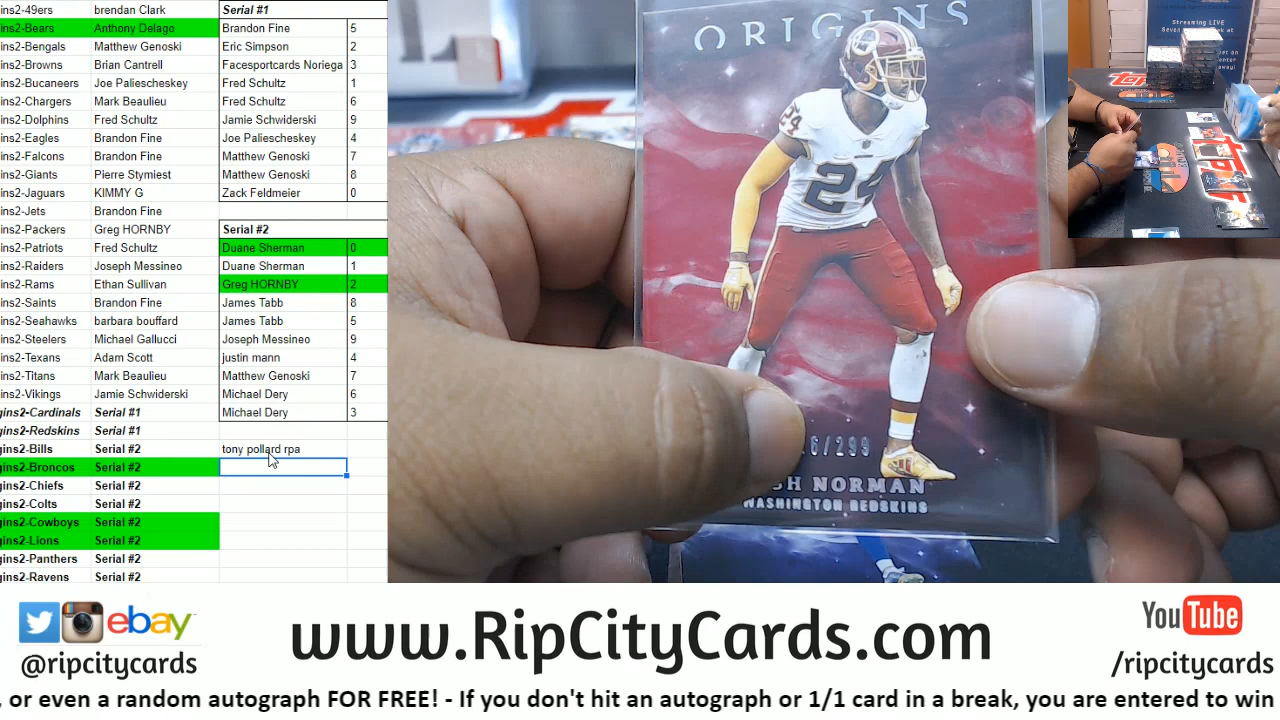 ins2-49ers brendan Clark Serial #1
ins2-Bears Anthony Delago Brandon Fine 5
ins2-Bengals Matthew Genoski Eric Simpson 2
ins2-Browns Brian Cantrell Facesportcards Noriega 3
ins2-Bucaneers Joe Paliescheskey Fred Schultz 1
ins2-Chargers Mark Beaulieu Fred Schultz 6
ins2-Dolphins Fred Schultz Jamie Schwiderski 9
ins2-Eagles Brandon Fine Joe Paliescheskey 4
ins2-Falcons Brandon Fine Matthew Genoski 7
ins2-Giants Pierre Stymiest Matthew Genoski 8
ins2-Jaguars KIMMY G Zack Feldmeier 0
ins2-Jets Brandon Fine
ins2-Packers Greg HORNBY Serial #2
ins2-Patriots Fred Schultz Duane Sherman 0
ins2-Raiders Joseph Messineo Duane Sherman 1
ins2-Rams Ethan Sullivan Greg HORNBY 2
ins2-Saints Brandon Fine James Tabb 8
ins2-Seahawks barbara bouffard James Tabb 5
ins2-Steelers Michael Gallucci Joseph Messineo 9
ins2-Texans Adam Scott justin mann 4
ins2-Titans Mark Beaulieu Matthew Genoski 7
ins2-Vikings Jamie Schwiderski Michael Dery 6
gins2-Cardinals Serial #1 Michael Dery 3
gins2-Redskins Serial #1
gins2-Bills Serial #2 tony pollard rpa
gins2-Broncos Serial #2
gins2-Chiefs Serial #2
gins2-Colts Serial #2
gins2-Cowboys Serial #2
gins2-Lions Serial #2
gins2-Panthers Serial #2
gins2-Ravens Serial #2
ORIGINS
24
24
6/299
SH NORMAN
WASHINGTON REDSKINS
Streaming LIVE
ebay
@ripcitycards
www.RipCityCards.com
YouTube
/ripcitycards
, or even a random autograph FOR FREE! - If you don't hit an autograph or 1/1 card in a break, you are entered to win